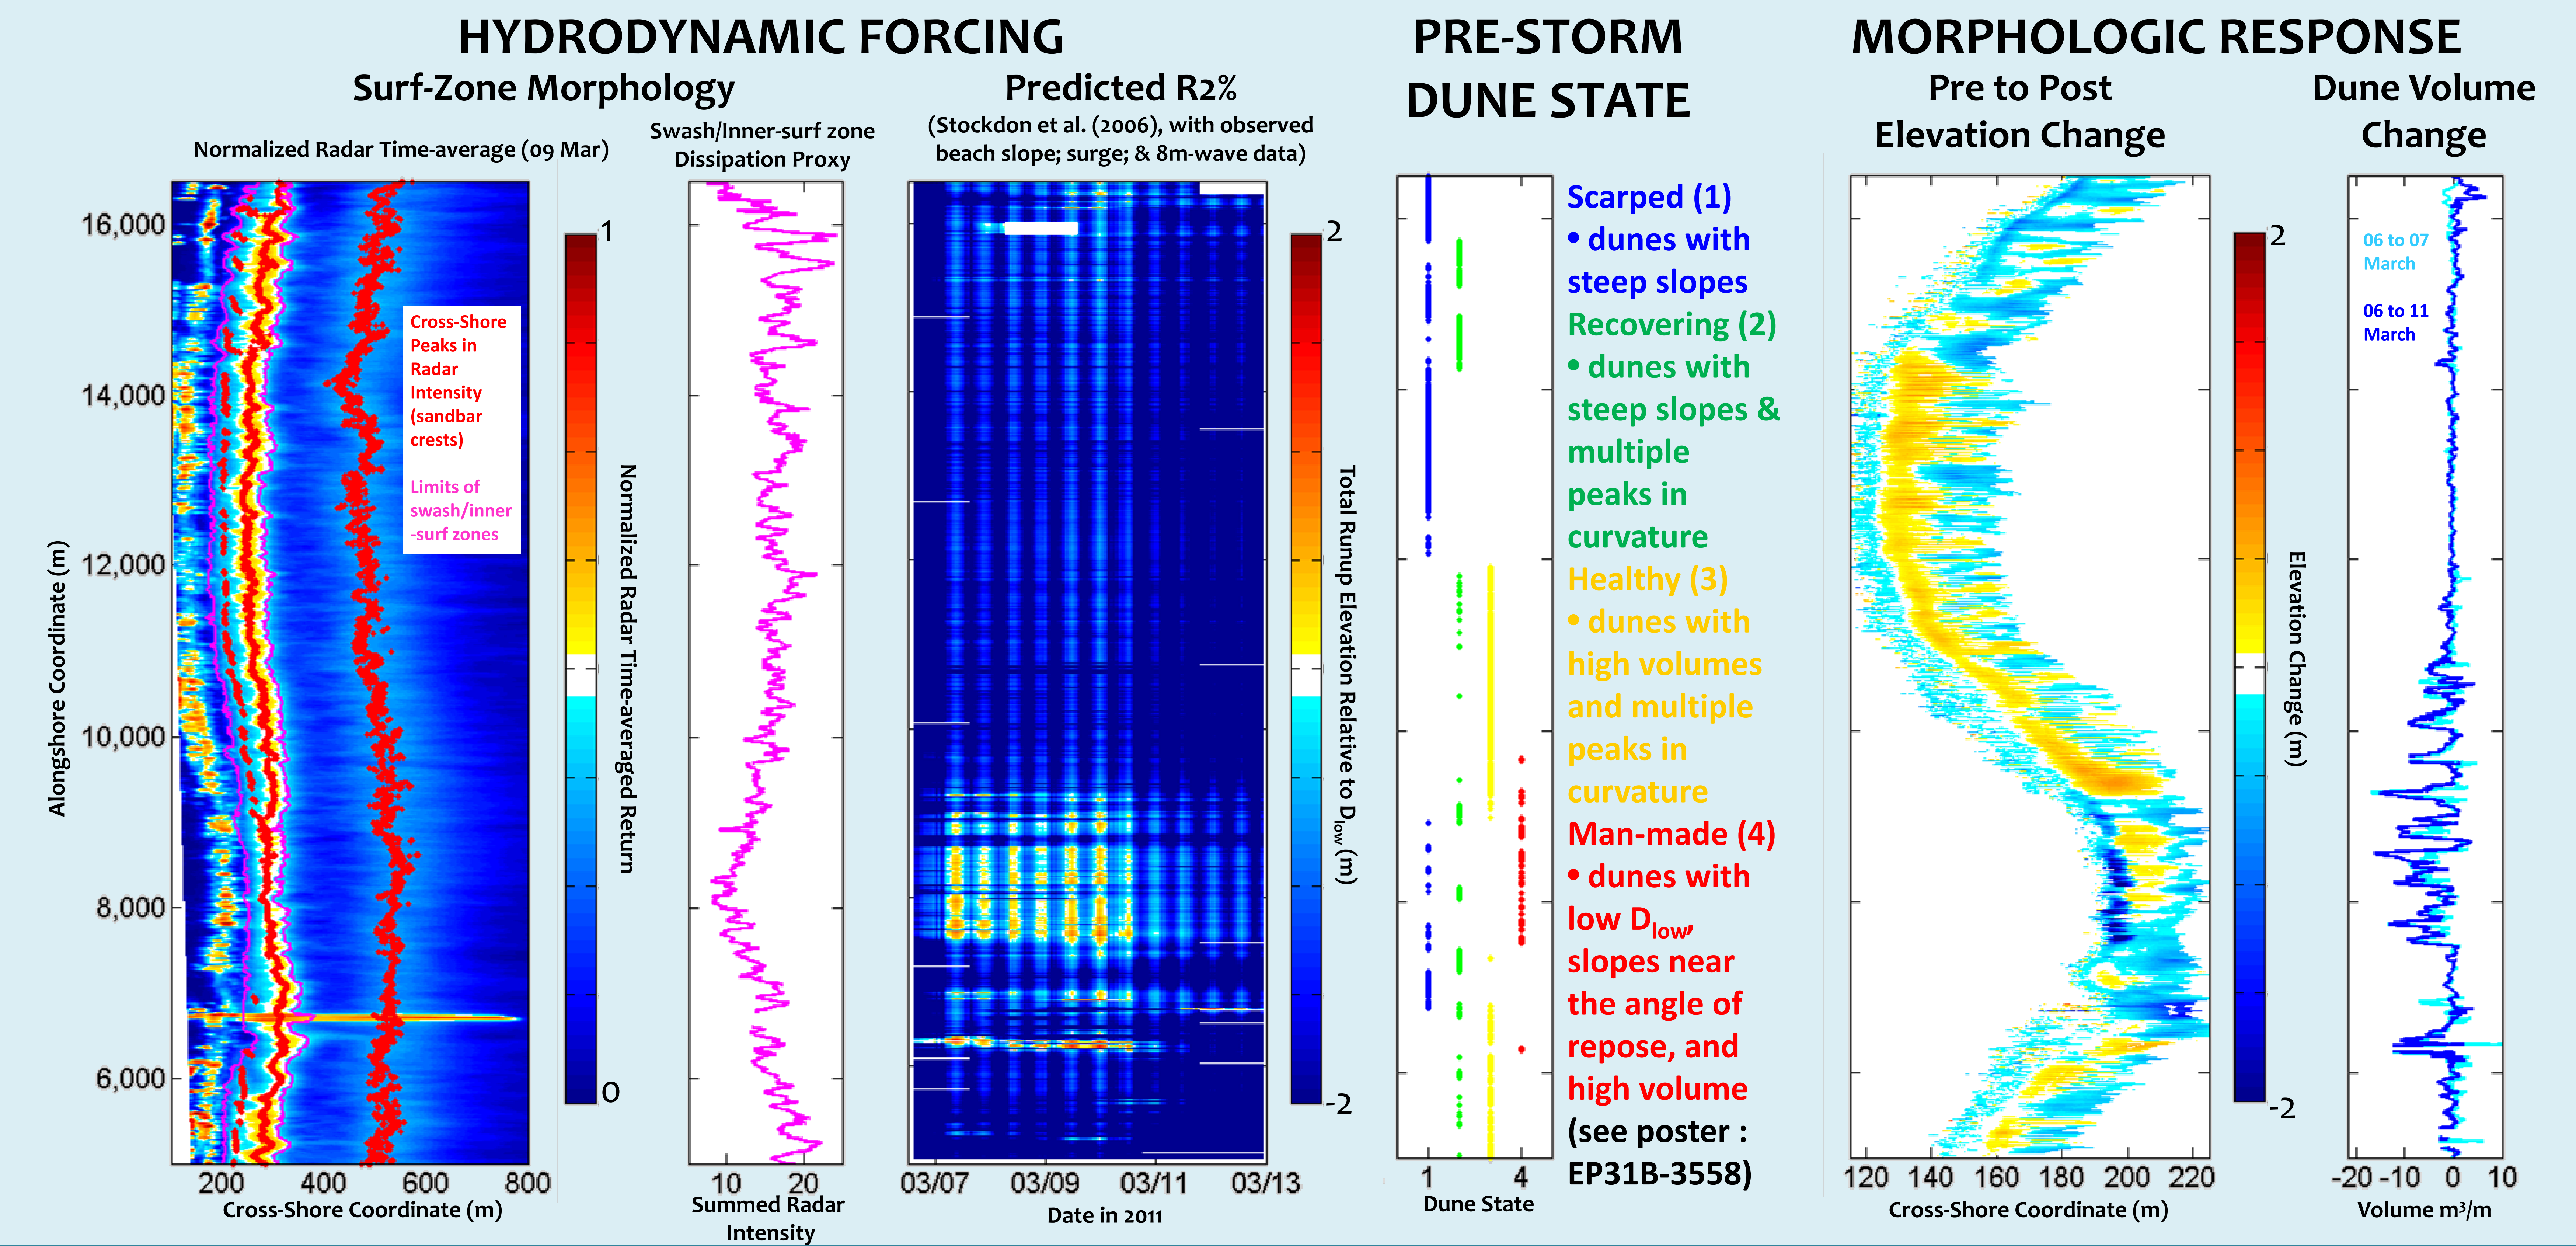 HYDRODYNAMIC FORCING
Surf-Zone Morphology
Normalized Radar Time-average (09 Mar)
16,000
14,000
12,000
10,000
8,000
6,000
Alongshore Coordinate (m)
200 400 600 800
Cross-Shore Coordinate (m)
Cross-Shore
Peaks in
Radar
Intensity
(sandbar
crests)
Limits of
swash/inner
-surf zones
1
0
Normalized Radar Time-averaged Return
Swash/Inner-surf zone
Dissipation Proxy
10 20
Summed Radar
Intensity
Predicted R2%
(Stockdon et al. (2006), with observed
beach slope; surge; & 8m-wave data)
03/07 03/09 03/11 03/13
Date in 2011
2
-2
Total Runup Elevation Relative to Dlow (m)
PRE-STORM
DUNE STATE
1 4
Dune State
Scarped (1)
• dunes with
steep slopes
Recovering (2)
• dunes with
steep slopes &
multiple
peaks in
curvature
Healthy (3)
• dunes with
high volumes
and multiple
peaks in
curvature
Man-made (4)
• dunes with
low Dlow,
slopes near
the angle of
repose, and
high volume
(see poster :
EP31B-3558)
MORPHOLOGIC RESPONSE
Pre to Post
Elevation Change
120 140 160 180 200 220
Cross-Shore Coordinate (m)
2
-2
Elevation Change (m)
Dune Volume
Change
06 to 07
March
06 to 11
March
-20 -10 0 10
Volume m³/m